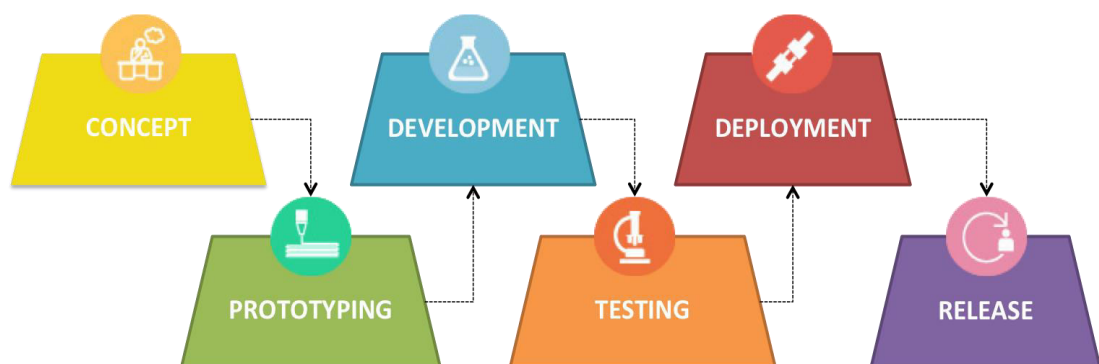 CONCEPT
PROTOTYPING
DEVELOPMENT
TESTING
DEPLOYMENT
RELEASE